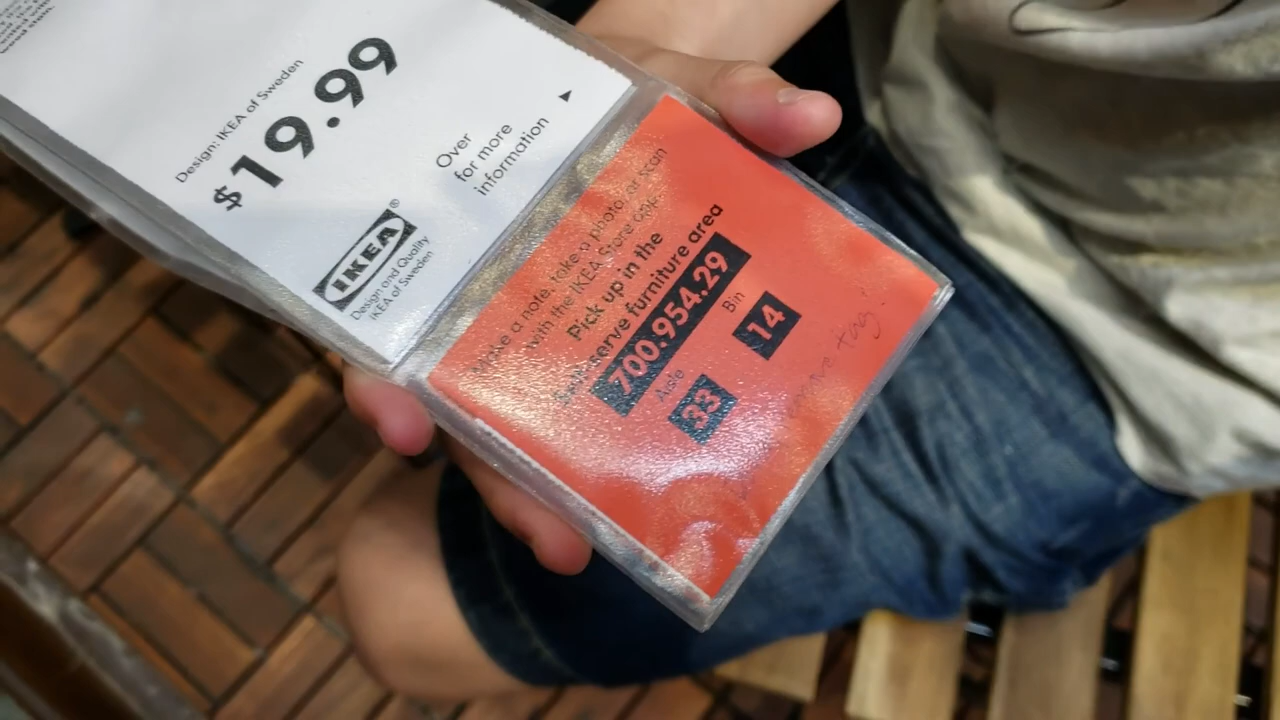 Design: IKEA of Sweden
$19.99
IKEA®
Design and Quality
IKEA of Sweden
Over
for more
information
Make a note, take a photo or scan
with the IKEA Store app.
Pick up in the
Self-serve furniture area
700.954.29
Aisle
33
Bin
14
tag